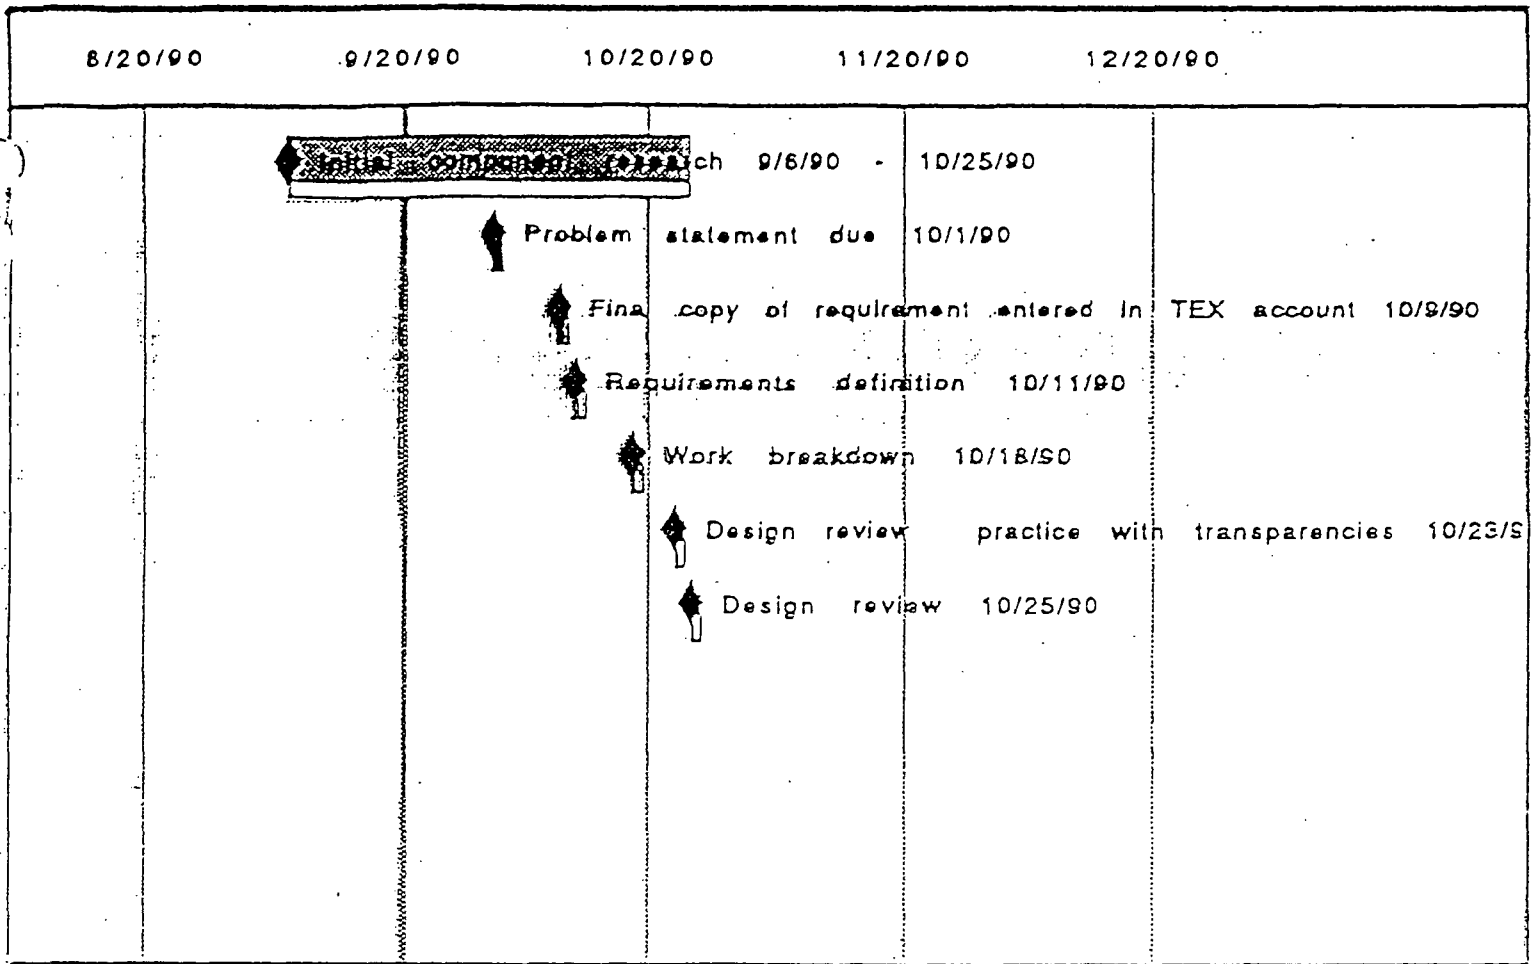 8/20/90 9/20/90 10/20/90 11/20/90 12/20/90
Initial component research 9/6/90 - 10/25/90
Problem statement due 10/1/90
Final copy of requirement entered in TEX account 10/9/90
Requirements definition 10/11/90
Work breakdown 10/18/90
Design review practice with transparencies 10/23/9
Design review 10/25/90